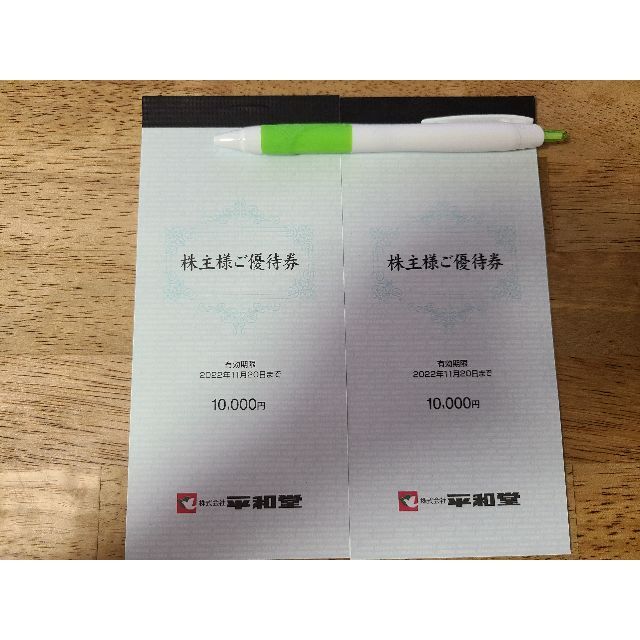 株主様ご優待券
有効期限
2022年11月20日まで
10,000円
株式会社 平和堂
株主様ご優待券
有効期限
2022年11月20日まで
10,000円
株式会社 平和堂